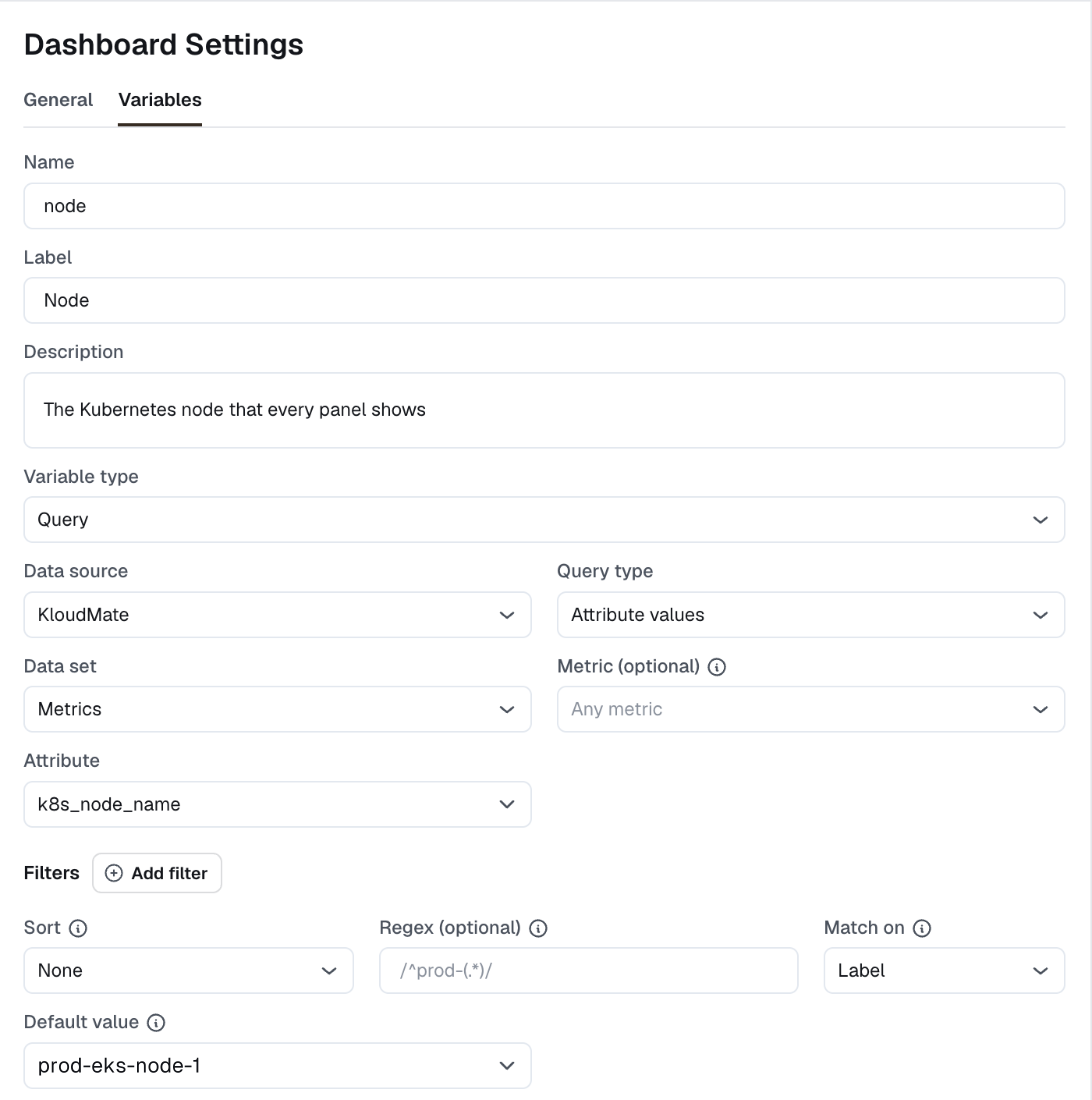 Dashboard Settings
General Variables
Name
node
Label
Node
Description
The Kubernetes node that every panel shows
Variable type
Query
Data source Query type
KloudMate Attribute values
Data set Metric (optional)
Metrics Any metric
Attribute
k8s_node_name
Filters Add filter
Sort Regex (optional) Match on
None /^prod-(.*)/ Label
Default value
prod-eks-node-1